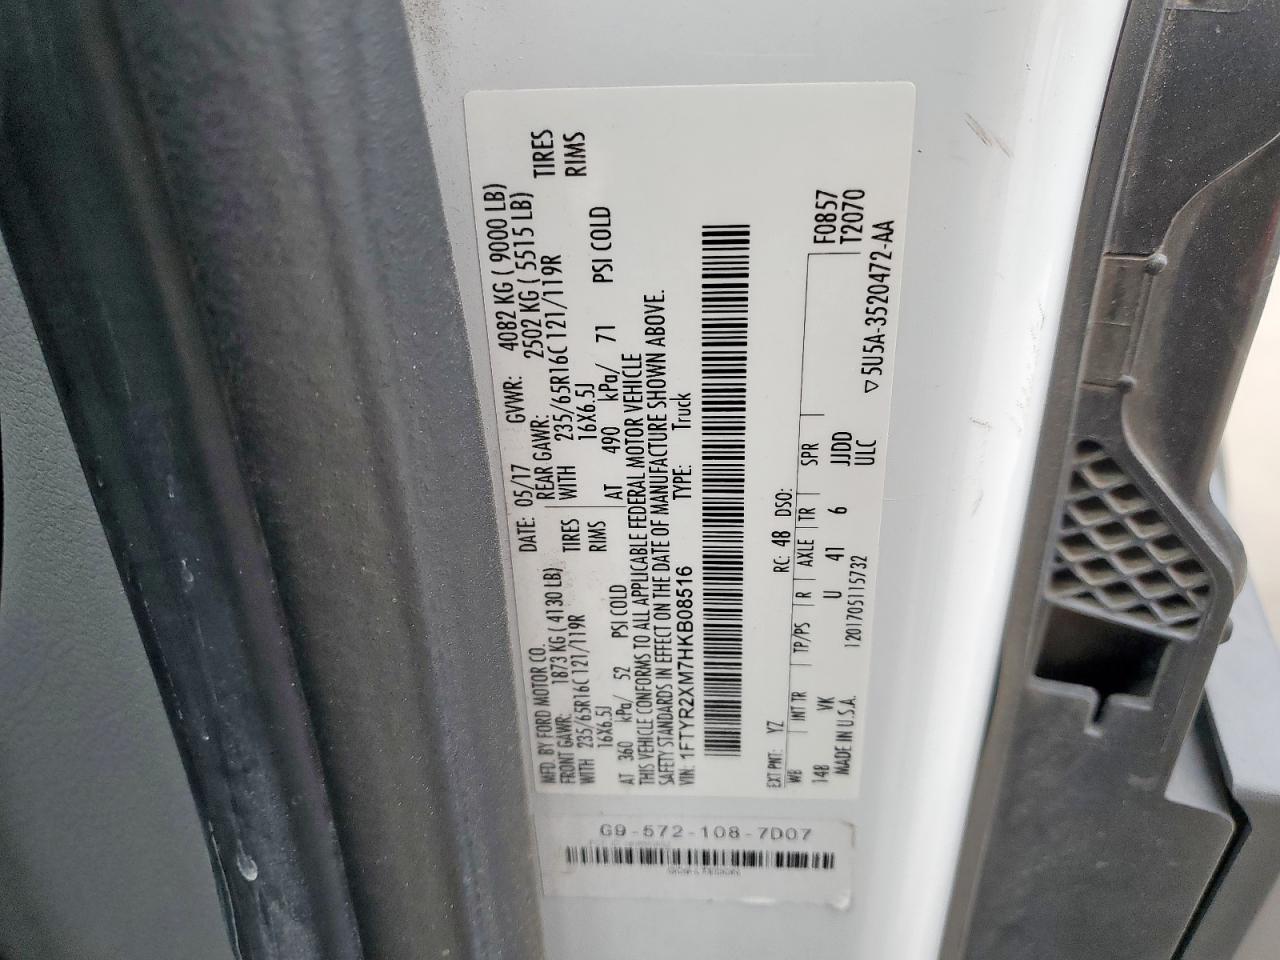 MFD. BY FORD MOTOR CO.
DATE: 05/17 GVWR: 4082 KG ( 9000 LB)
FRONT GAWR: 1873 KG ( 4130 LB)
REAR GAWR: 2502 KG ( 5515 LB)
WITH 235/65R16C 121/119R TIRES
WITH 235/65R16C 121/119R TIRES
16X6.5J RIMS
16X6.5J RIMS
AT 360 kPa/ 52 PSI COLD
AT 490 kPa/ 71 PSI COLD
THIS VEHICLE CONFORMS TO ALL APPLICABLE FEDERAL MOTOR VEHICLE
SAFETY STANDARDS IN EFFECT ON THE DATE OF MANUFACTURE SHOWN ABOVE.
VIN: 1FTYR2XM7HKB08516 TYPE: Truck
F0857
T2070
EXT PNT: YZ RC: 48 DSO:
WB INT TR TP/PS R AXLE TR SPR
148 VK U 41 6 JJDD
ULC
MADE IN U.S.A. 1201705115732
▽5U5A-3520472-AA
G9-572-108-7D07